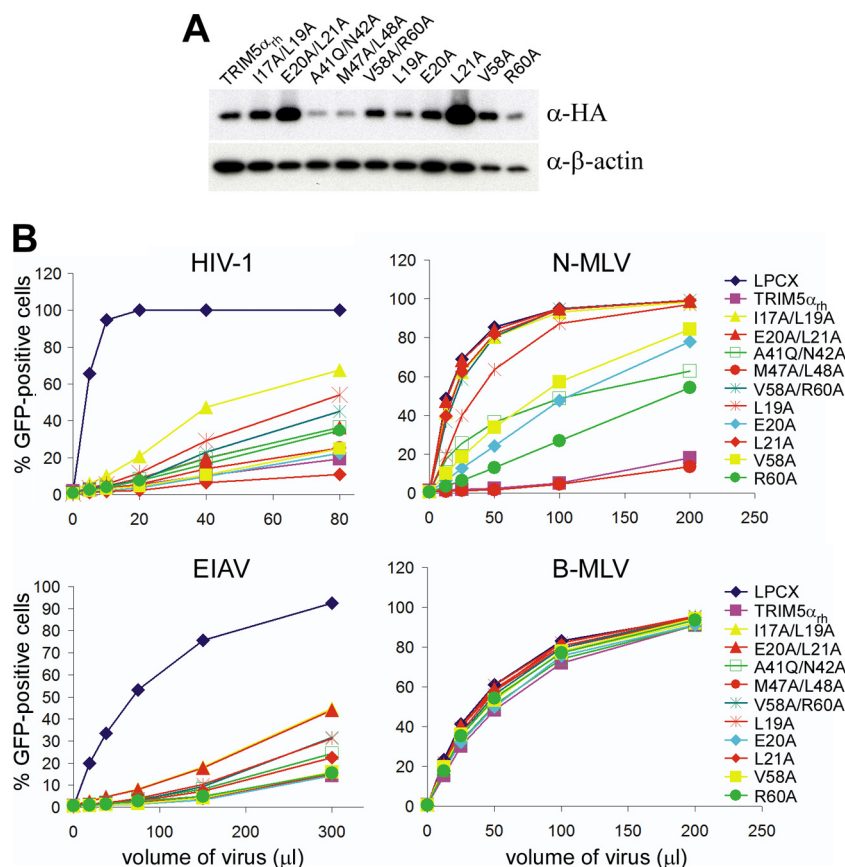 A
TRIM5αrh
I17A/L19A
E20A/L21A
A41Q/N42A
M47A/L48A
V58A/R60A
L19A
E20A
L21A
V58A
R60A
α-HA
α-β-actin
B
HIV-1
% GFP-positive cells
120
100
80
60
40
20
0
0 20 40 60 80
N-MLV
120
100
80
60
40
20
0
0 50 100 150 200 250
LPCX
TRIM5αrh
I17A/L19A
E20A/L21A
A41Q/N42A
M47A/L48A
V58A/R60A
L19A
E20A
L21A
V58A
R60A
EIAV
% GFP-positive cells
100
90
80
70
60
50
40
30
20
10
0
0 100 200 300
volume of virus (µl)
B-MLV
120
100
80
60
40
20
0
0 50 100 150 200 250
volume of virus (µl)
LPCX
TRIM5αrh
I17A/L19A
E20A/L21A
A41Q/N42A
M47A/L48A
V58A/R60A
L19A
E20A
L21A
V58A
R60A